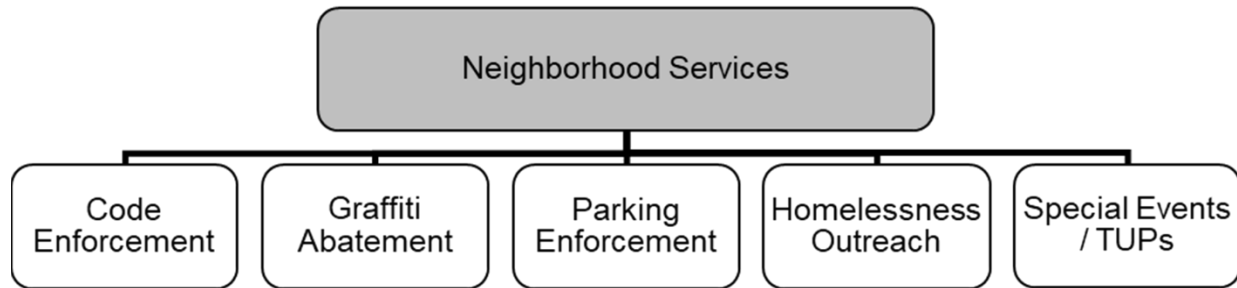 Neighborhood Services
Code
Enforcement
Graffiti
Abatement
Parking
Enforcement
Homelessness
Outreach
Special Events
/ TUPs